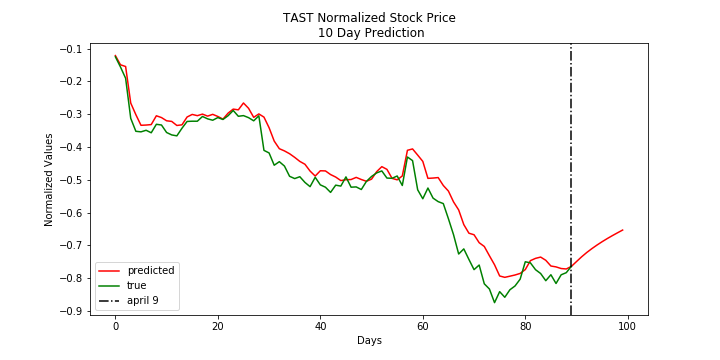 TAST Normalized Stock Price
10 Day Prediction
Normalized Values
−0.1
−0.2
−0.3
−0.4
−0.5
−0.6
−0.7
−0.8
−0.9
predicted
true
april 9
0 20 40 60 80 100
Days